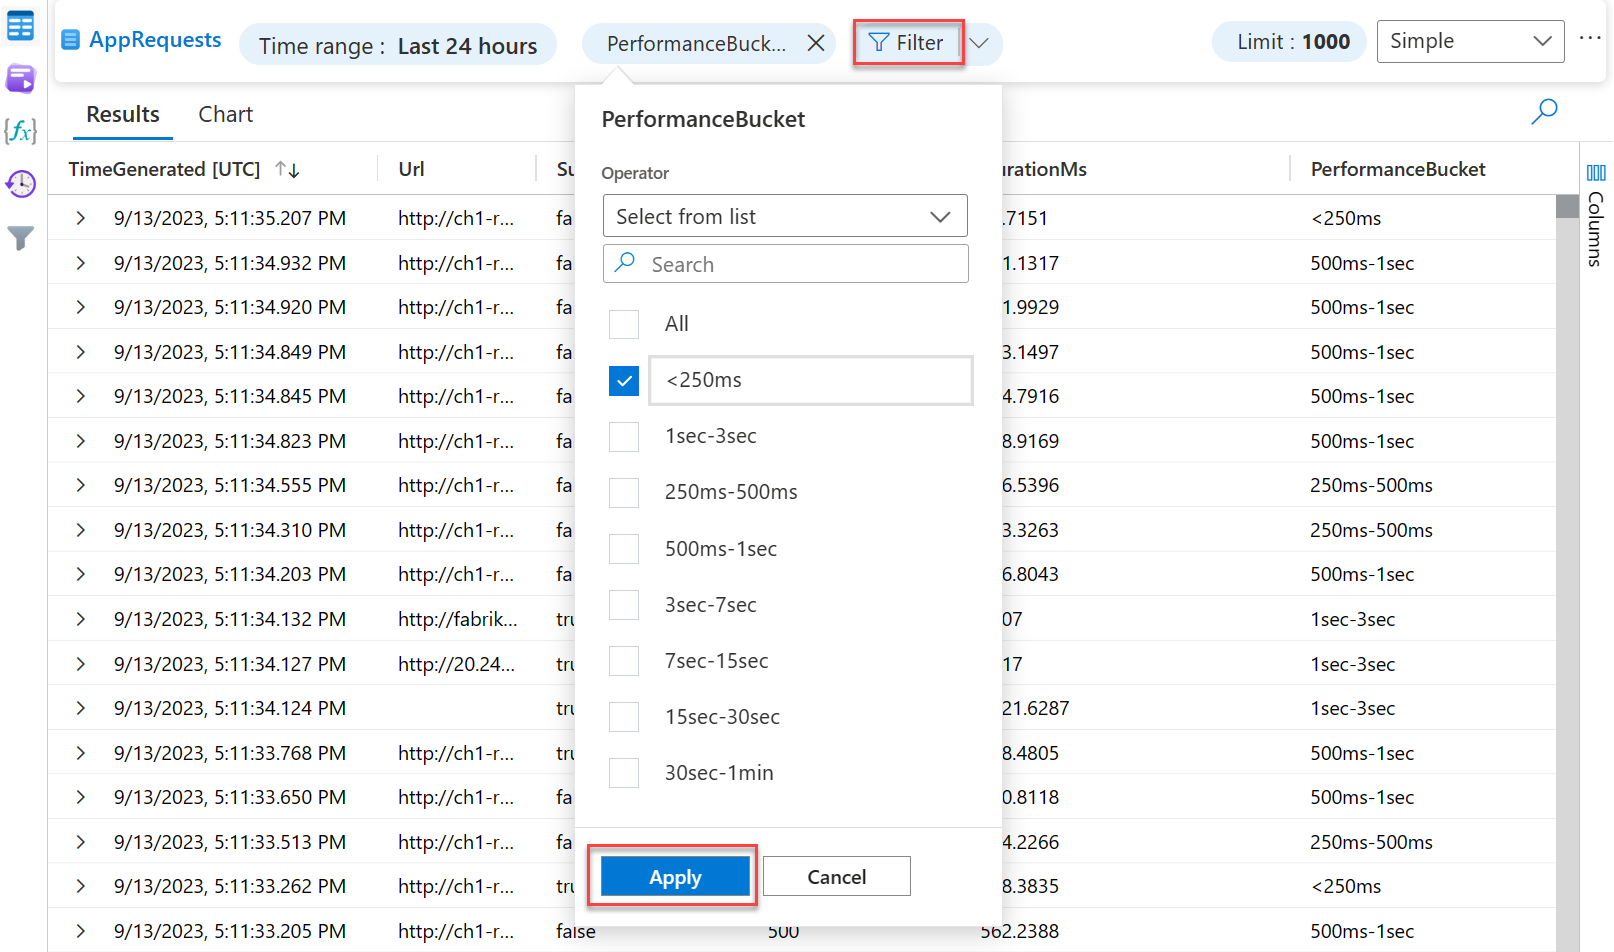 AppRequests
Time range : Last 24 hours
PerformanceBuck...
Filter
Limit : 1000
Simple
Results
Chart
PerformanceBucket
Operator
Select from list
Search
All
<250ms
1sec-3sec
250ms-500ms
500ms-1sec
3sec-7sec
7sec-15sec
15sec-30sec
30sec-1min
Apply
Cancel
TimeGenerated [UTC] Url Su rationMs PerformanceBucket
9/13/2023, 5:11:35.207 PM http://ch1-r... fa .7151 <250ms
9/13/2023, 5:11:34.932 PM http://ch1-r... fa 1.1317 500ms-1sec
9/13/2023, 5:11:34.920 PM http://ch1-r... fa 1.9929 500ms-1sec
9/13/2023, 5:11:34.849 PM http://ch1-r... fa 3.1497 500ms-1sec
9/13/2023, 5:11:34.845 PM http://ch1-r... fa 4.7916 500ms-1sec
9/13/2023, 5:11:34.823 PM http://ch1-r... fa 8.9169 500ms-1sec
9/13/2023, 5:11:34.555 PM http://ch1-r... fa 6.5396 250ms-500ms
9/13/2023, 5:11:34.310 PM http://ch1-r... fa 3.3263 250ms-500ms
9/13/2023, 5:11:34.203 PM http://ch1-r... fa 6.8043 500ms-1sec
9/13/2023, 5:11:34.132 PM http://fabrik... tru 07 1sec-3sec
9/13/2023, 5:11:34.127 PM http://20.24... tru 17 1sec-3sec
9/13/2023, 5:11:34.124 PM tru 21.6287 1sec-3sec
9/13/2023, 5:11:33.768 PM http://ch1-r... tru 8.4805 500ms-1sec
9/13/2023, 5:11:33.650 PM http://ch1-r... fa 0.8118 500ms-1sec
9/13/2023, 5:11:33.513 PM http://ch1-r... fa 4.2266 250ms-500ms
9/13/2023, 5:11:33.262 PM http://ch1-r... tru 8.3835 <250ms
9/13/2023, 5:11:33.205 PM http://ch1-r... false 500 562.2388 500ms-1sec
Columns